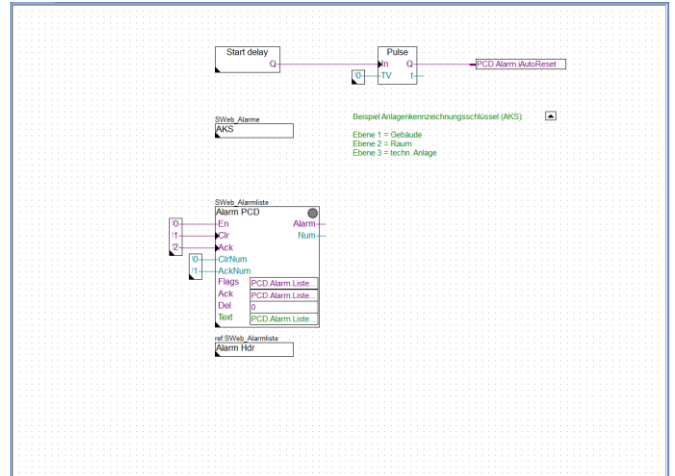 Start delay
Q
Pulse
In Q
TV t
0
PCD.Alarm.iAutoReset
SWeb_Alarme
AKS
Beispiel Anlagenkennzeichnungsschlüssel (AKS):
Ebene 1 = Gebäude
Ebene 2 = Raum
Ebene 3 = techn. Anlage
SWeb_Alarmliste
Alarm PCD
0 En Alarm
1 Clr Num
2 Ack
0 ClrNum
1 AckNum
Flags PCD.Alarm.Liste...
Ack PCD.Alarm.Liste...
Del 0
Text PCD.Alarm.Liste...
ref:SWeb_Alarmliste
Alarm Hdr